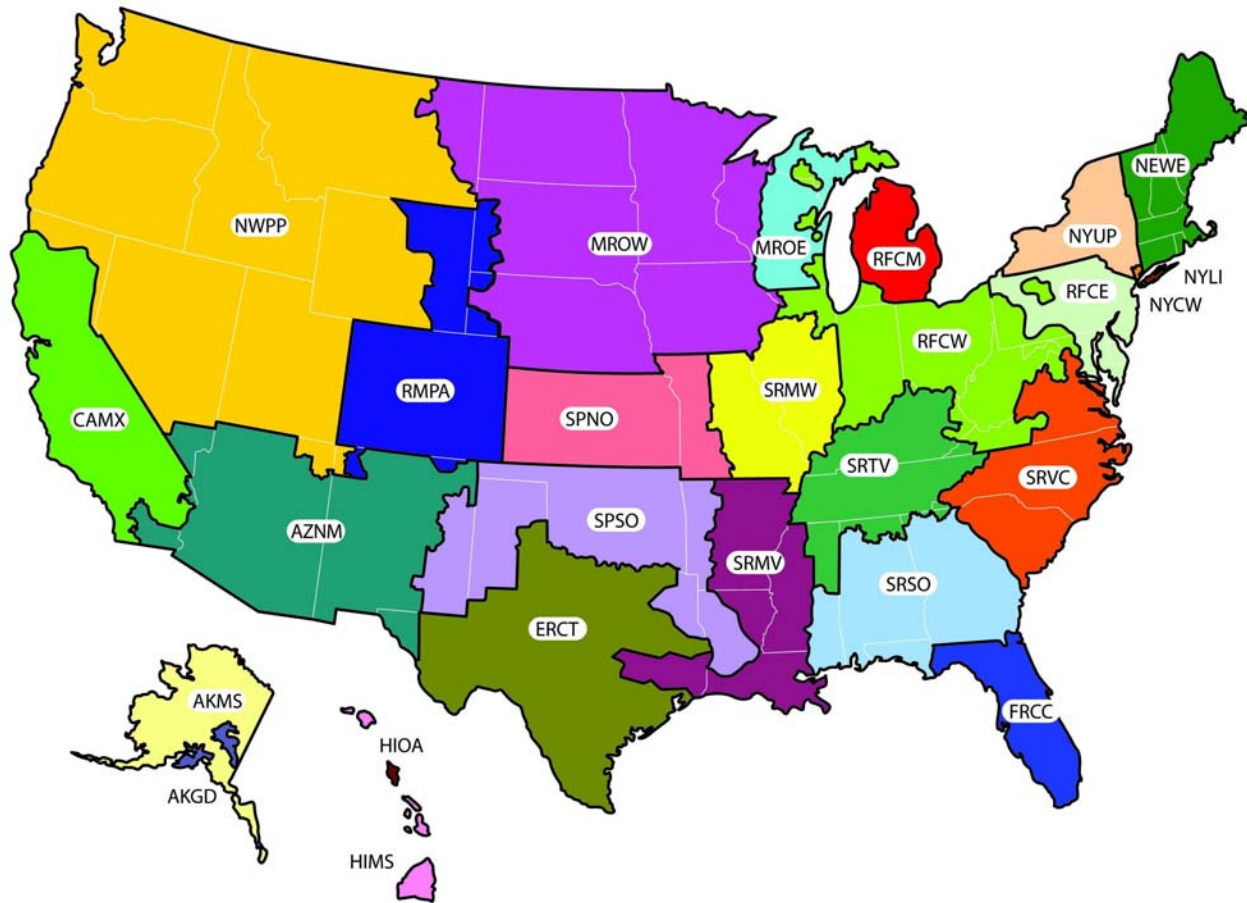 NEWE
NWPP
MROW
MROE
NYUP
RFCM
RFCE
NYLI
NYCW
RFCW
RMPA
SRMW
CAMX
SPNO
SRTV
SRVC
AZNM
SPSO
SRMV
SRSO
ERCT
AKMS
FRCC
HIOA
AKGD
HIMS